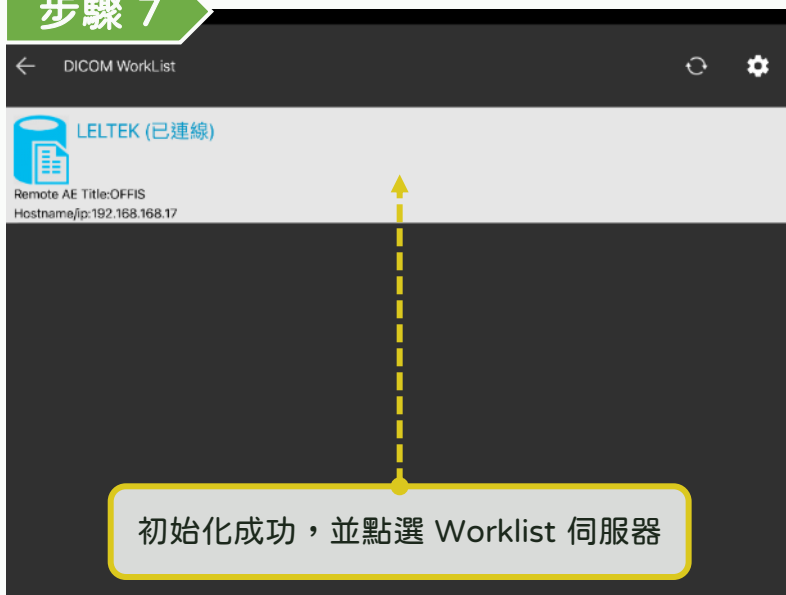 步驟 7
DICOM WorkList
LELTEK (已連線)
Remote AE Title:OFFIS
Hostname/ip:192.168.168.17
初始化成功，並點選 Worklist 伺服器